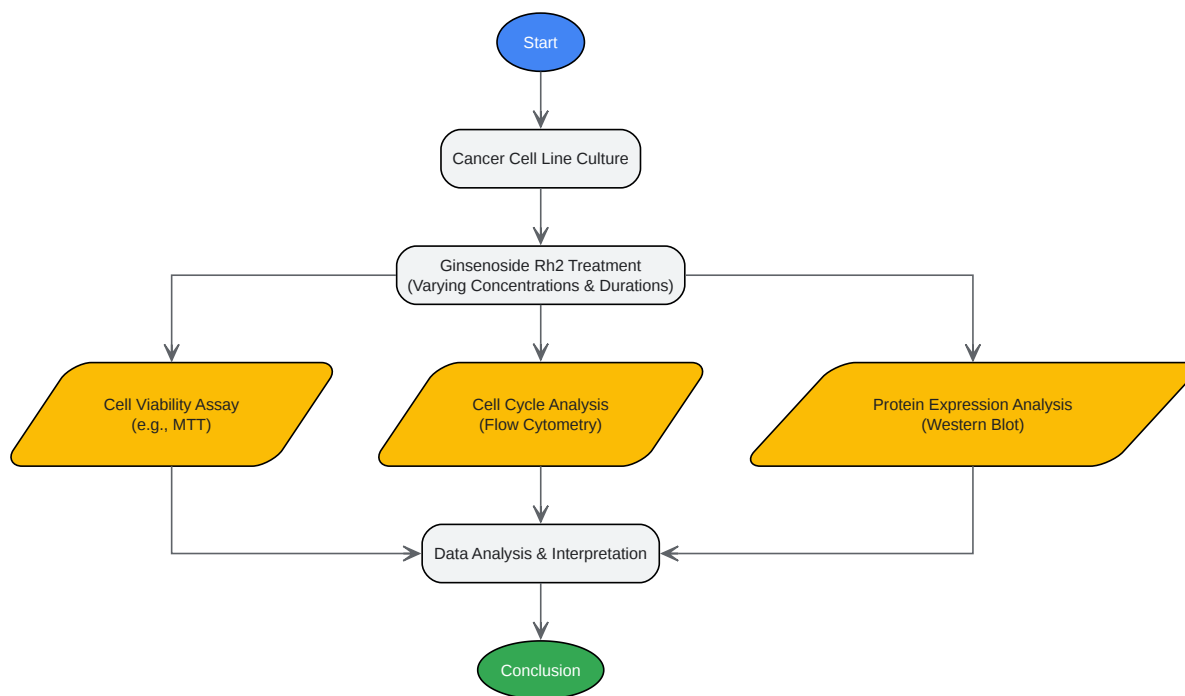 Start
Cancer Cell Line Culture
Ginsenoside Rh2 Treatment
(Varying Concentrations & Durations)
Cell Viability Assay
(e.g., MTT)
Cell Cycle Analysis
(Flow Cytometry)
Protein Expression Analysis
(Western Blot)
Data Analysis & Interpretation
Conclusion